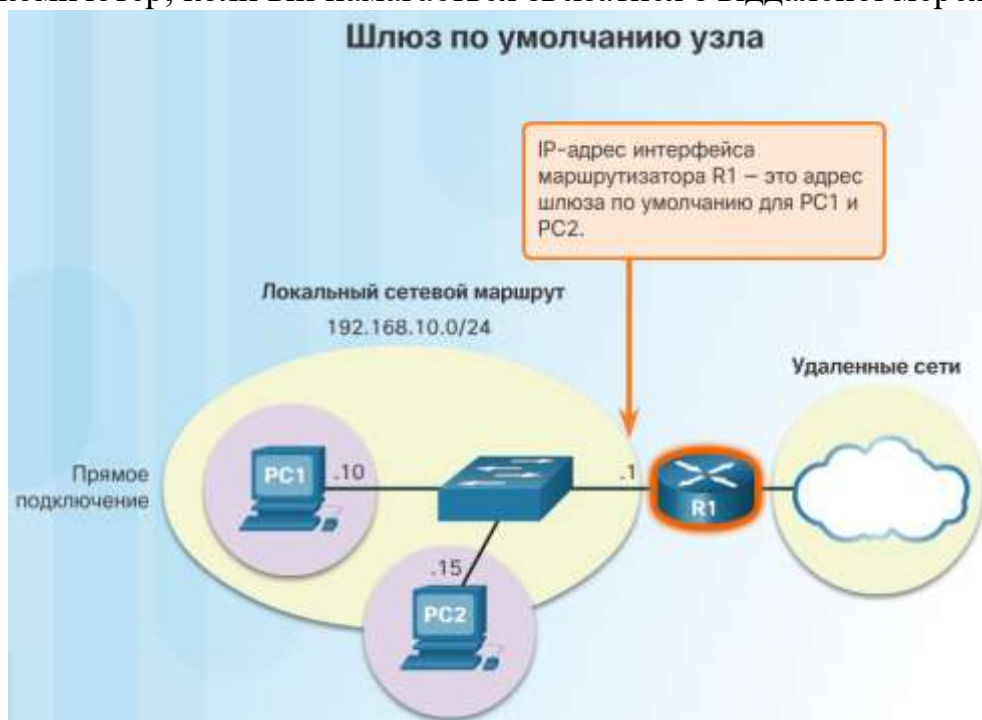 Шлюз по умолчанию узла
IP-адрес интерфейса
маршрутизатора R1 — это адрес
шлюза по умолчанию для PC1 и
PC2.
Локальный сетевой маршрут
192.168.10.0/24
Удаленные сети
Прямое
подключение
PC1
.10
.1
R1
.15
PC2